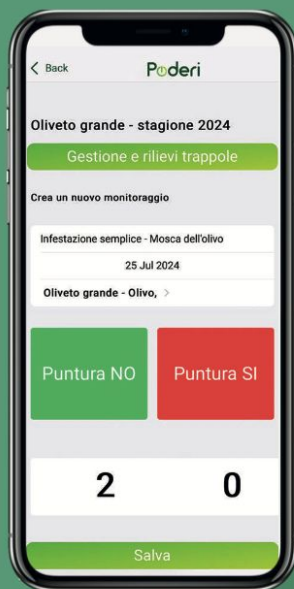 Back
Poderi
Oliveto grande - stagione 2024
Gestione e rilievi trappole
Crea un nuovo monitoraggio
Infestazione semplice - Mosca dell'olivo
25 Jul 2024
Oliveto grande - Olivo,
Puntura NO
Puntura SI
2 0
Salva